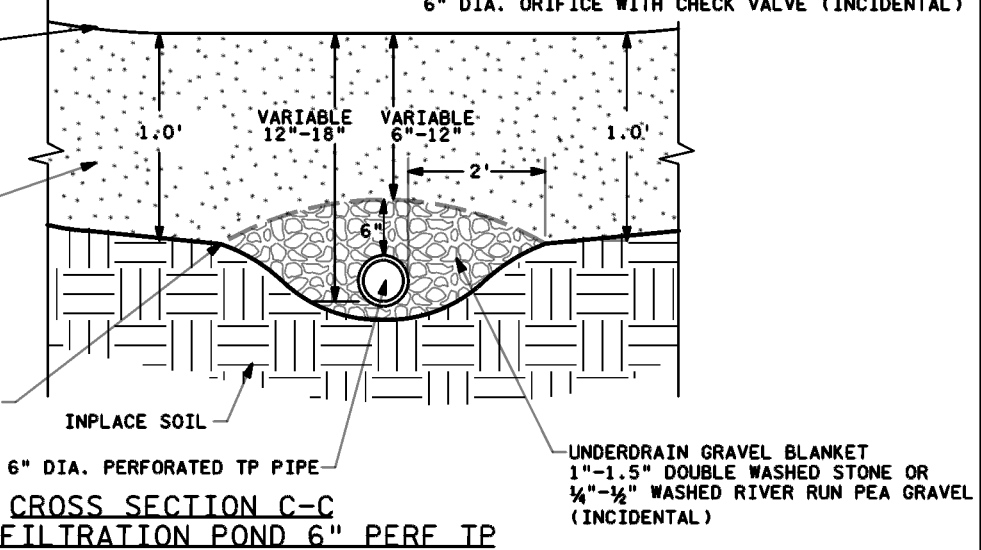 6" DIA. ORIFICE WITH CHECK VALVE (INCIDENTAL)
VARIABLE
12"-18"
VARIABLE
6"-12"
1.0'
1.0'
2'
6"
INPLACE SOIL
6" DIA. PERFORATED TP PIPE
UNDERDRAIN GRAVEL BLANKET
1"-1.5" DOUBLE WASHED STONE OR
¼"-½" WASHED RIVER RUN PEA GRAVEL
(INCIDENTAL)
CROSS SECTION C-C
FILTRATION POND 6" PERF TP